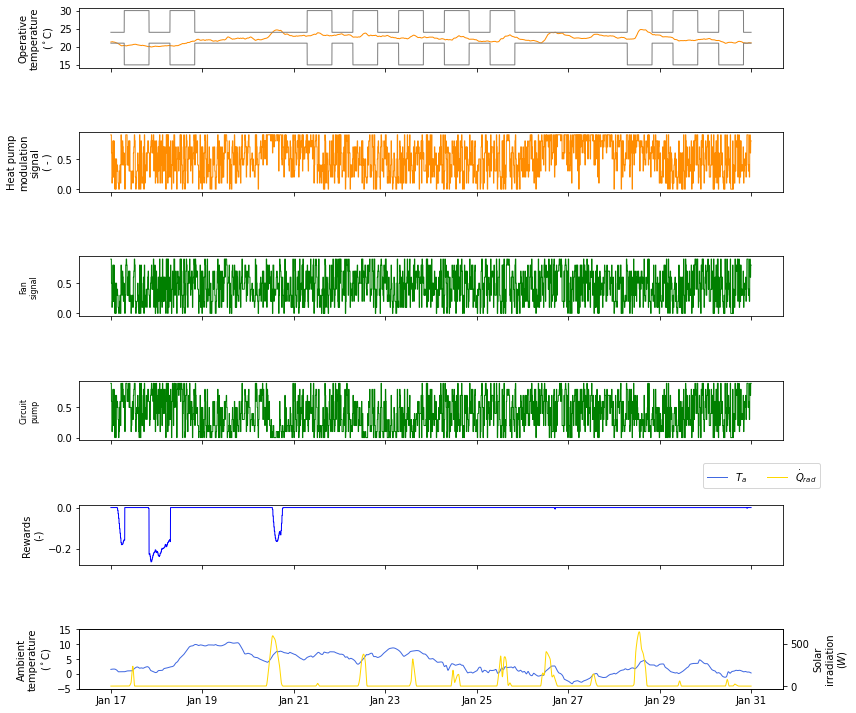 Operative
temperature
(°C)
30
25
20
15
Heat pump
modulation
signal
( - )
0.5
0.0
Fan
signal
0.5
0.0
Circuit
pump
0.5
0.0
T_a Q̇_rad
Rewards
(-)
0.0
−0.2
Ambient
temperature
(°C)
15
10
5
0
−5
500
0
Solar
irradiation
(W)
Jan 17 Jan 19 Jan 21 Jan 23 Jan 25 Jan 27 Jan 29 Jan 31